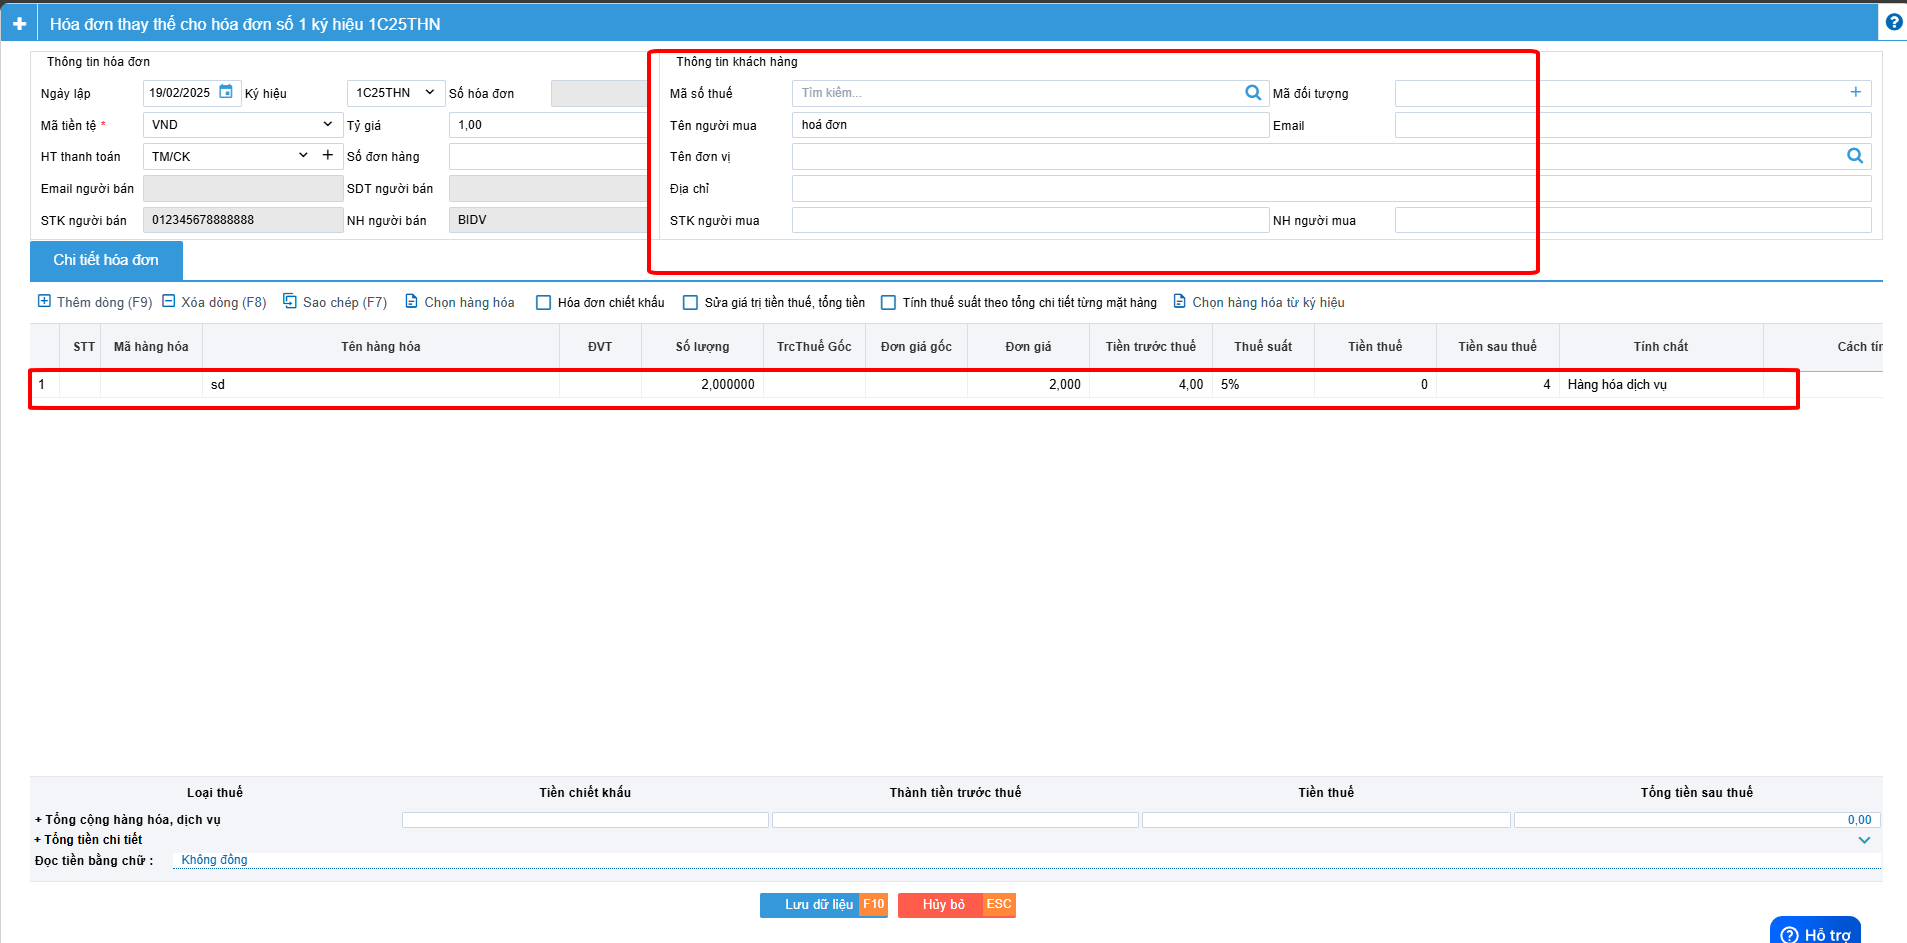 Hóa đơn thay thế cho hóa đơn số 1 ký hiệu 1C25THN
Thông tin hóa đơn
Ngày lập 19/02/2025 Ký hiệu 1C25THN Số hóa đơn
Mã tiền tệ * VND Tỷ giá 1,00
HT thanh toán TM/CK Số đơn hàng
Email người bán SDT người bán
STK người bán 012345678888888 NH người bán BIDV
Thông tin khách hàng
Mã số thuế Tìm kiếm... Mã đối tượng
Tên người mua hoá đơn Email
Tên đơn vị
Địa chỉ
STK người mua NH người mua
Chi tiết hóa đơn
Thêm dòng (F9) Xóa dòng (F8) Sao chép (F7) Chọn hàng hóa Hóa đơn chiết khấu Sửa giá trị tiền thuế, tổng tiền Tính thuế suất theo tổng chi tiết từng mặt hàng Chọn hàng hóa từ ký hiệu
STT Mã hàng hóa Tên hàng hóa ĐVT Số lượng TrcThuế Gốc Đơn giá gốc Đơn giá Tiền trước thuế Thuế suất Tiền thuế Tiền sau thuế Tính chất Cách tín
1 sd 2,000000 2,000 4,00 5% 0 4 Hàng hóa dịch vụ
Loại thuế Tiền chiết khấu Thành tiền trước thuế Tiền thuế Tổng tiền sau thuế
+ Tổng cộng hàng hóa, dịch vụ 0,00
+ Tổng tiền chi tiết
Đọc tiền bằng chữ : Không đồng
Lưu dữ liệu F10 Hủy bỏ ESC
Hỗ trợ